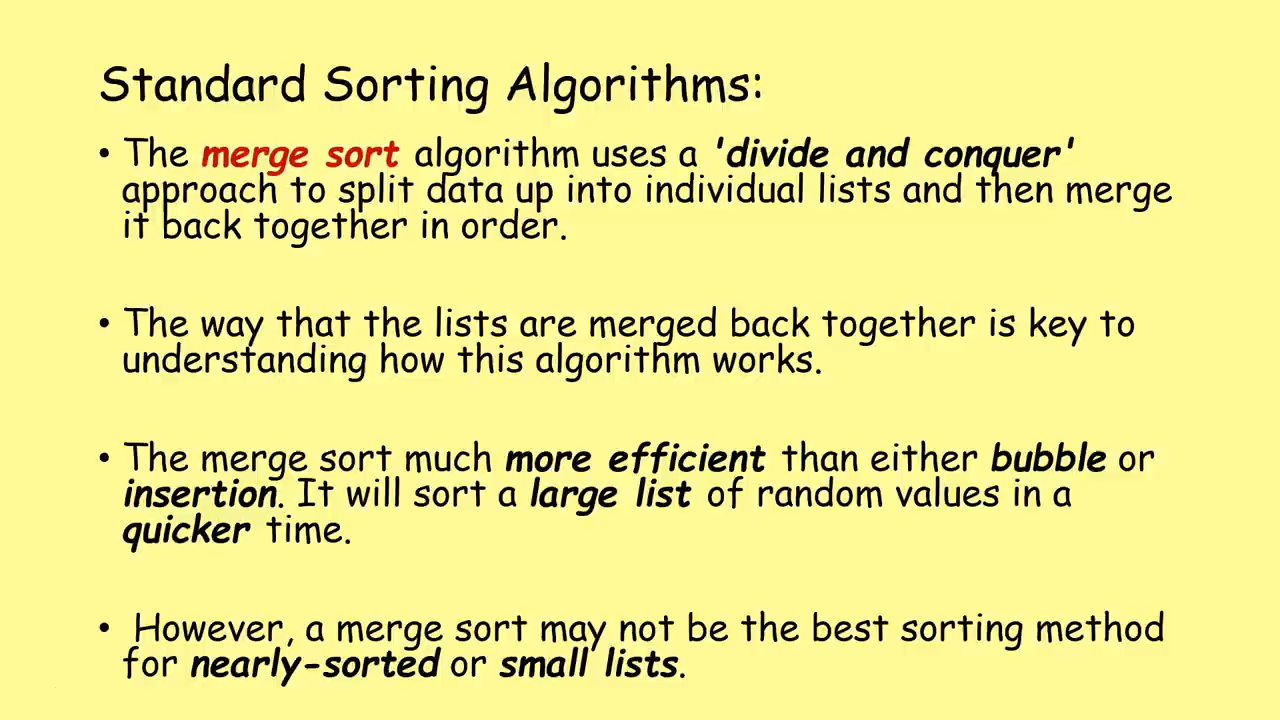 Standard Sorting Algorithms:
• The merge sort algorithm uses a 'divide and conquer'
approach to split data up into individual lists and then merge
it back together in order.
• The way that the lists are merged back together is key to
understanding how this algorithm works.
• The merge sort much more efficient than either bubble or
insertion. It will sort a large list of random values in a
quicker time.
• However, a merge sort may not be the best sorting method
for nearly-sorted or small lists.